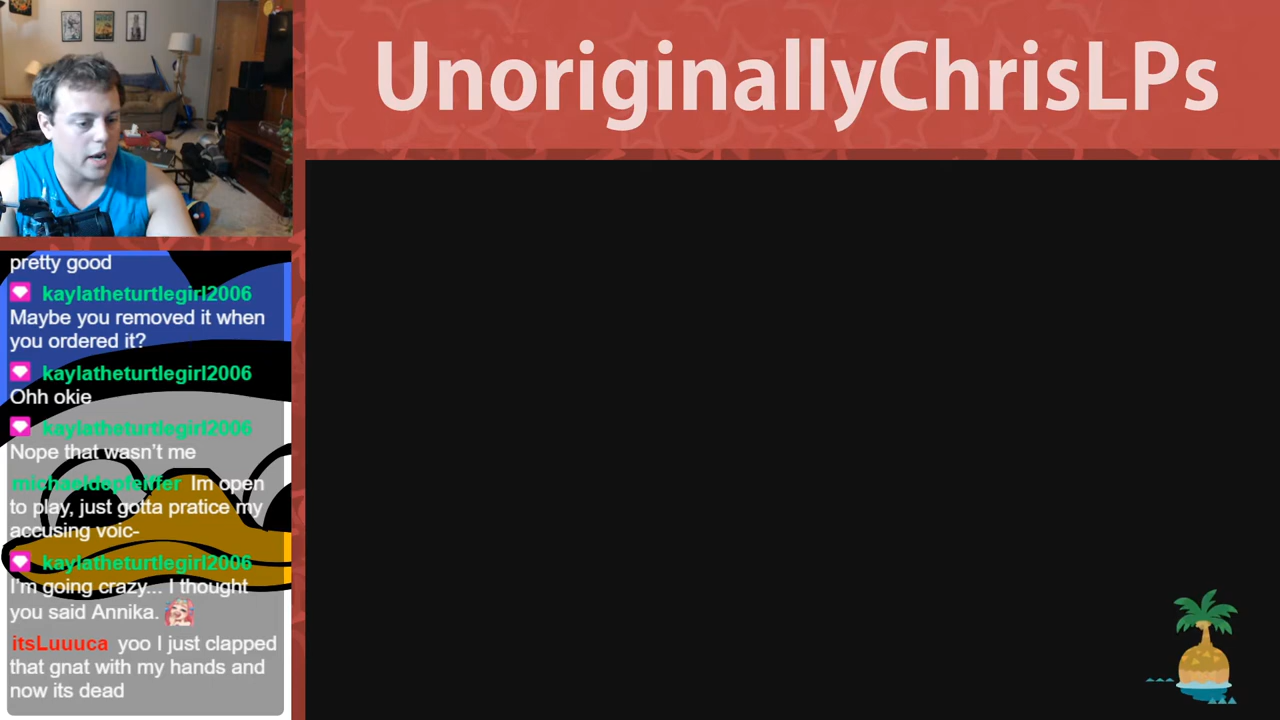 UnoriginallyChrisLPs
pretty good
kaylatheturtlegirl2006
Maybe you removed it when
you ordered it?
kaylatheturtlegirl2006
Ohh okie
kaylatheturtlegirl2006
Nope that wasn't me
michaeldepfeiffer Im open
to play, just gotta pratice my
accusing voic-
kaylatheturtlegirl2006
I'm going crazy... I thought
you said Annika.
itsLuuuca yoo I just clapped
that gnat with my hands and
now its dead